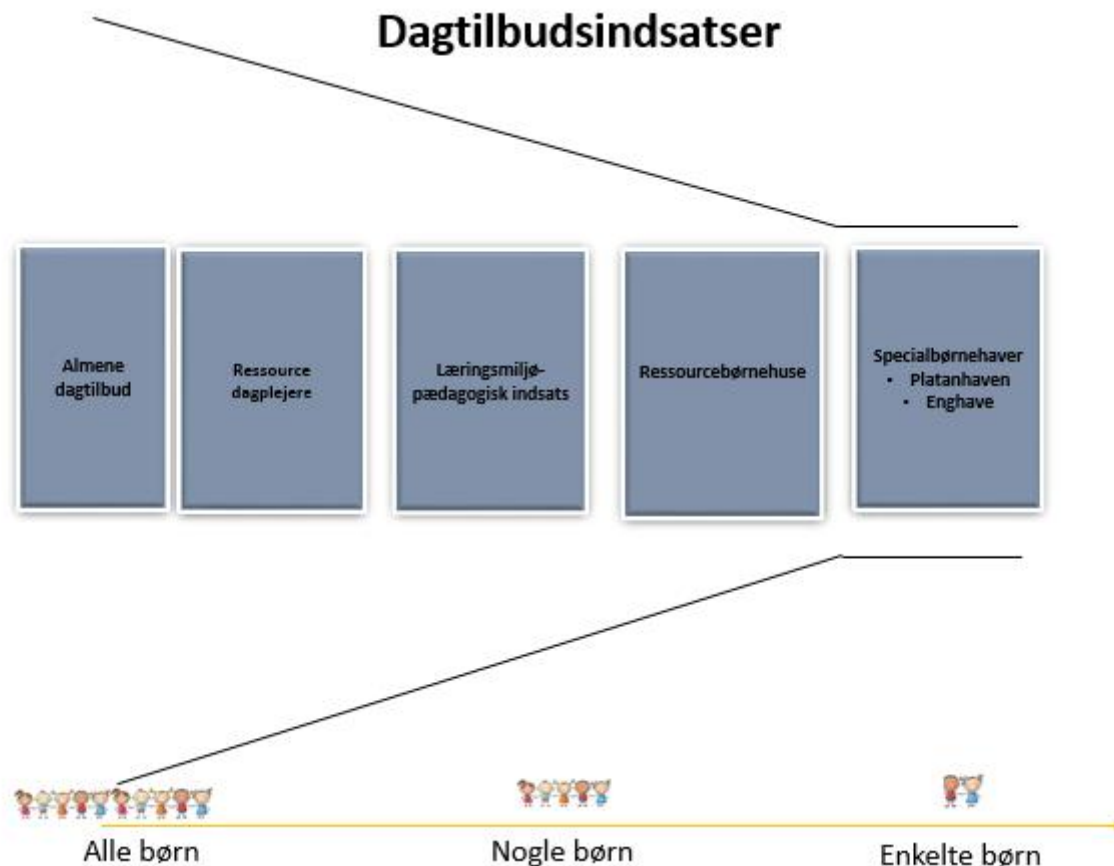 Dagtilbudsindsatser
Almene
dagtilbud
Ressource
dagplejere
Læringsmiljø-
pædagogisk indsats
Ressourcebørnehuse
Specialbørnehaver
• Platanhaven
• Enghave
Alle børn
Nogle børn
Enkelte børn